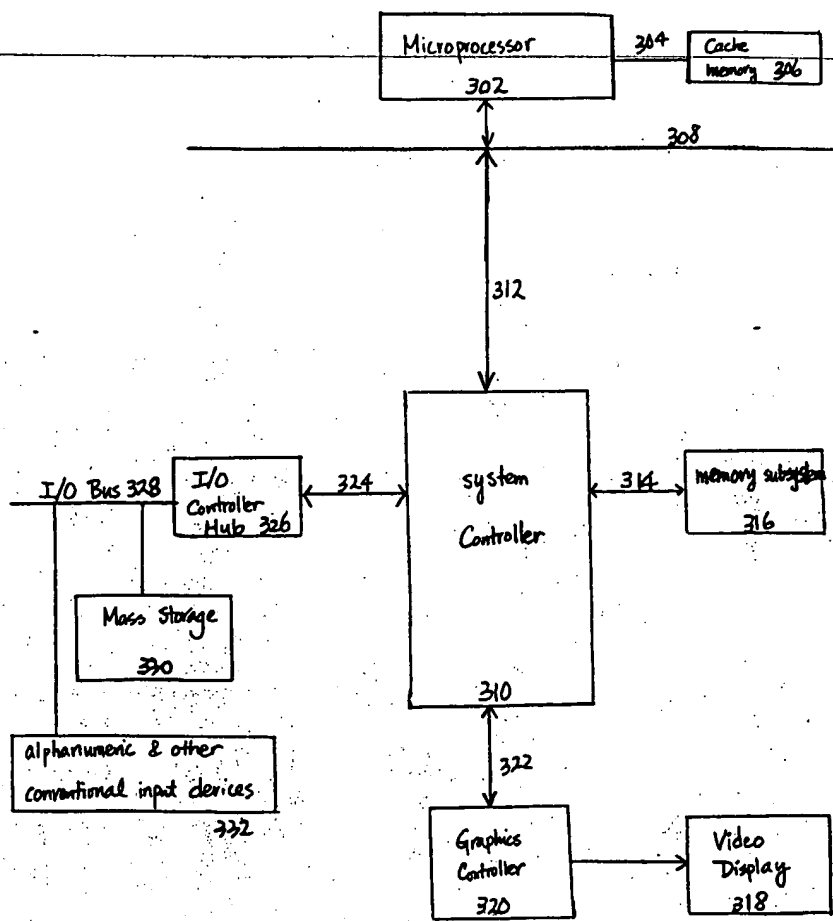 Microprocessor
302
304
Cache
memory 306
308
312
I/O Bus 328
I/O
Controller
Hub 326
324
system
Controller
310
314
memory subsystem
316
Mass Storage
330
alphanumeric & other
conventional input devices
332
322
Graphics
Controller
320
Video
Display
318